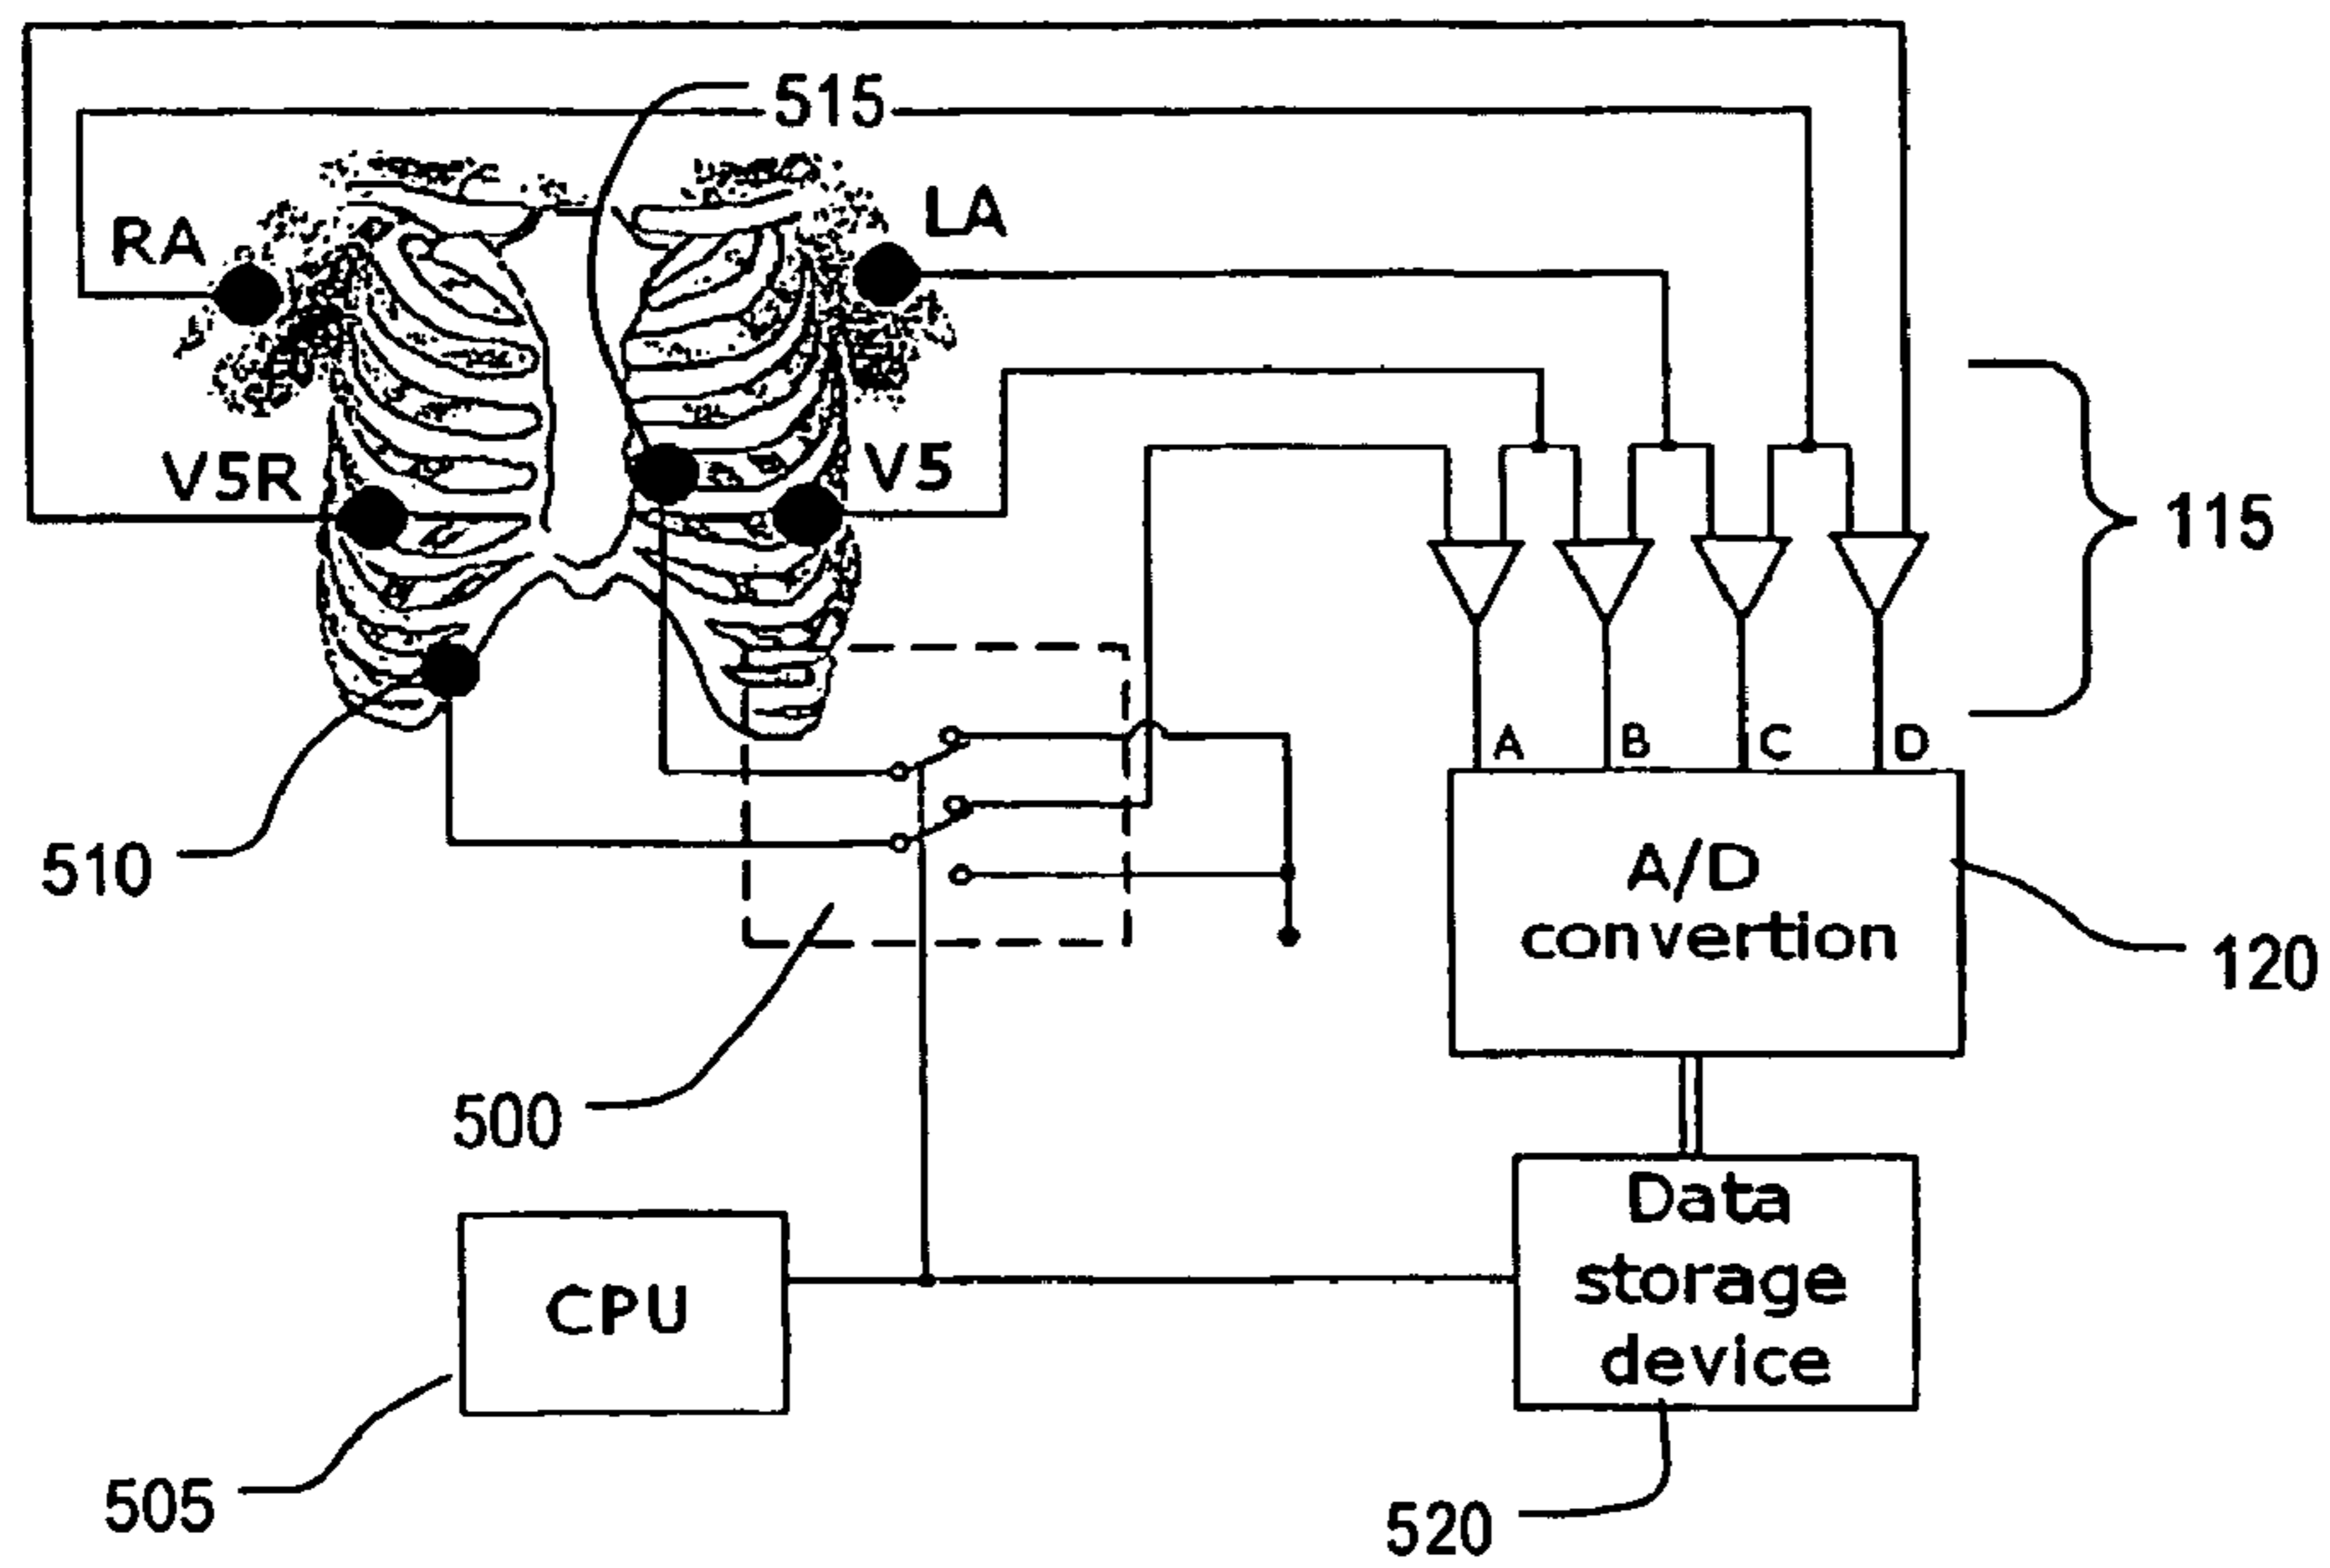 515
LA
RA
V5R
V5
115
A B C D
510
A/D
convertion
120
500
Data
storage
device
CPU
505
520